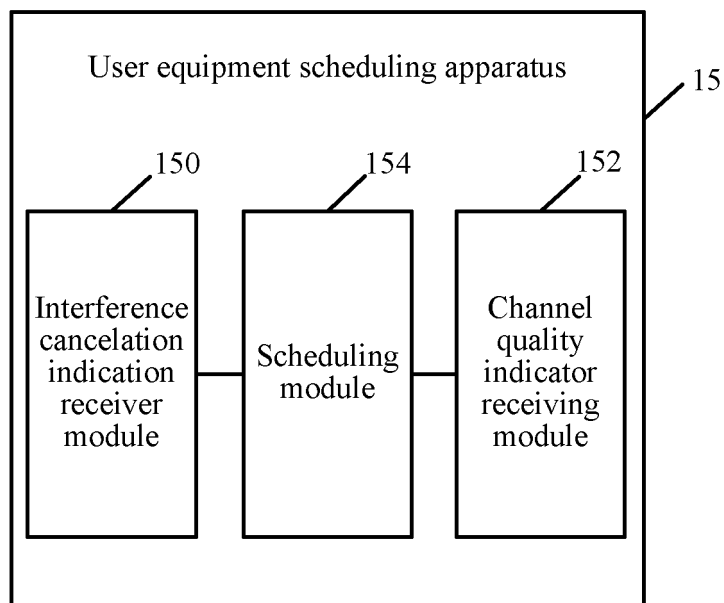 User equipment scheduling apparatus
15
150
154
152
Interference
cancelation
indication
receiver
module
Scheduling
module
Channel
quality
indicator
receiving
module